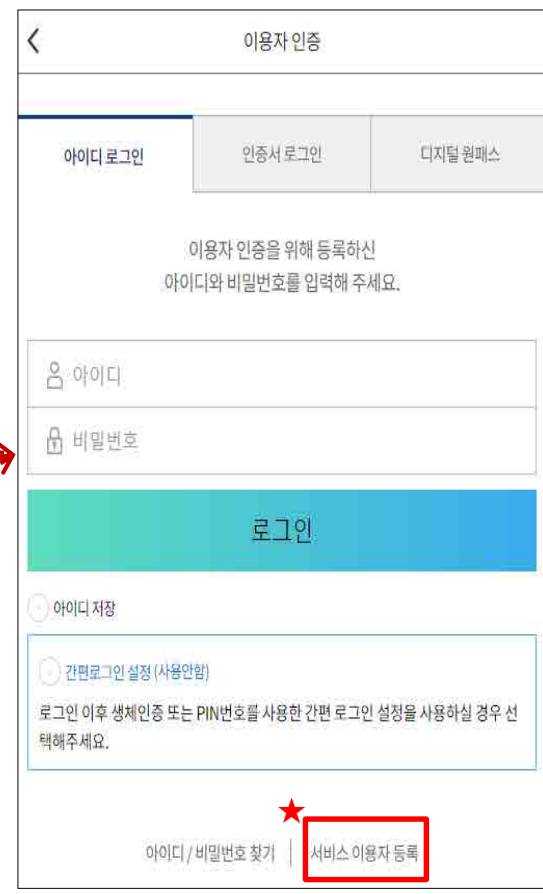 이용자 인증
아이디 로그인 인증서 로그인 디지털 원패스
이용자 인증을 위해 등록하신
아이디와 비밀번호를 입력해 주세요.
아이디
비밀번호
로그인
아이디 저장
간편로그인 설정 (사용안함)
로그인 이후 생체인증 또는 PIN번호를 사용한 간편 로그인 설정을 사용하실 경우 선
택해주세요.
아이디 / 비밀번호 찾기 | 서비스 이용자 등록